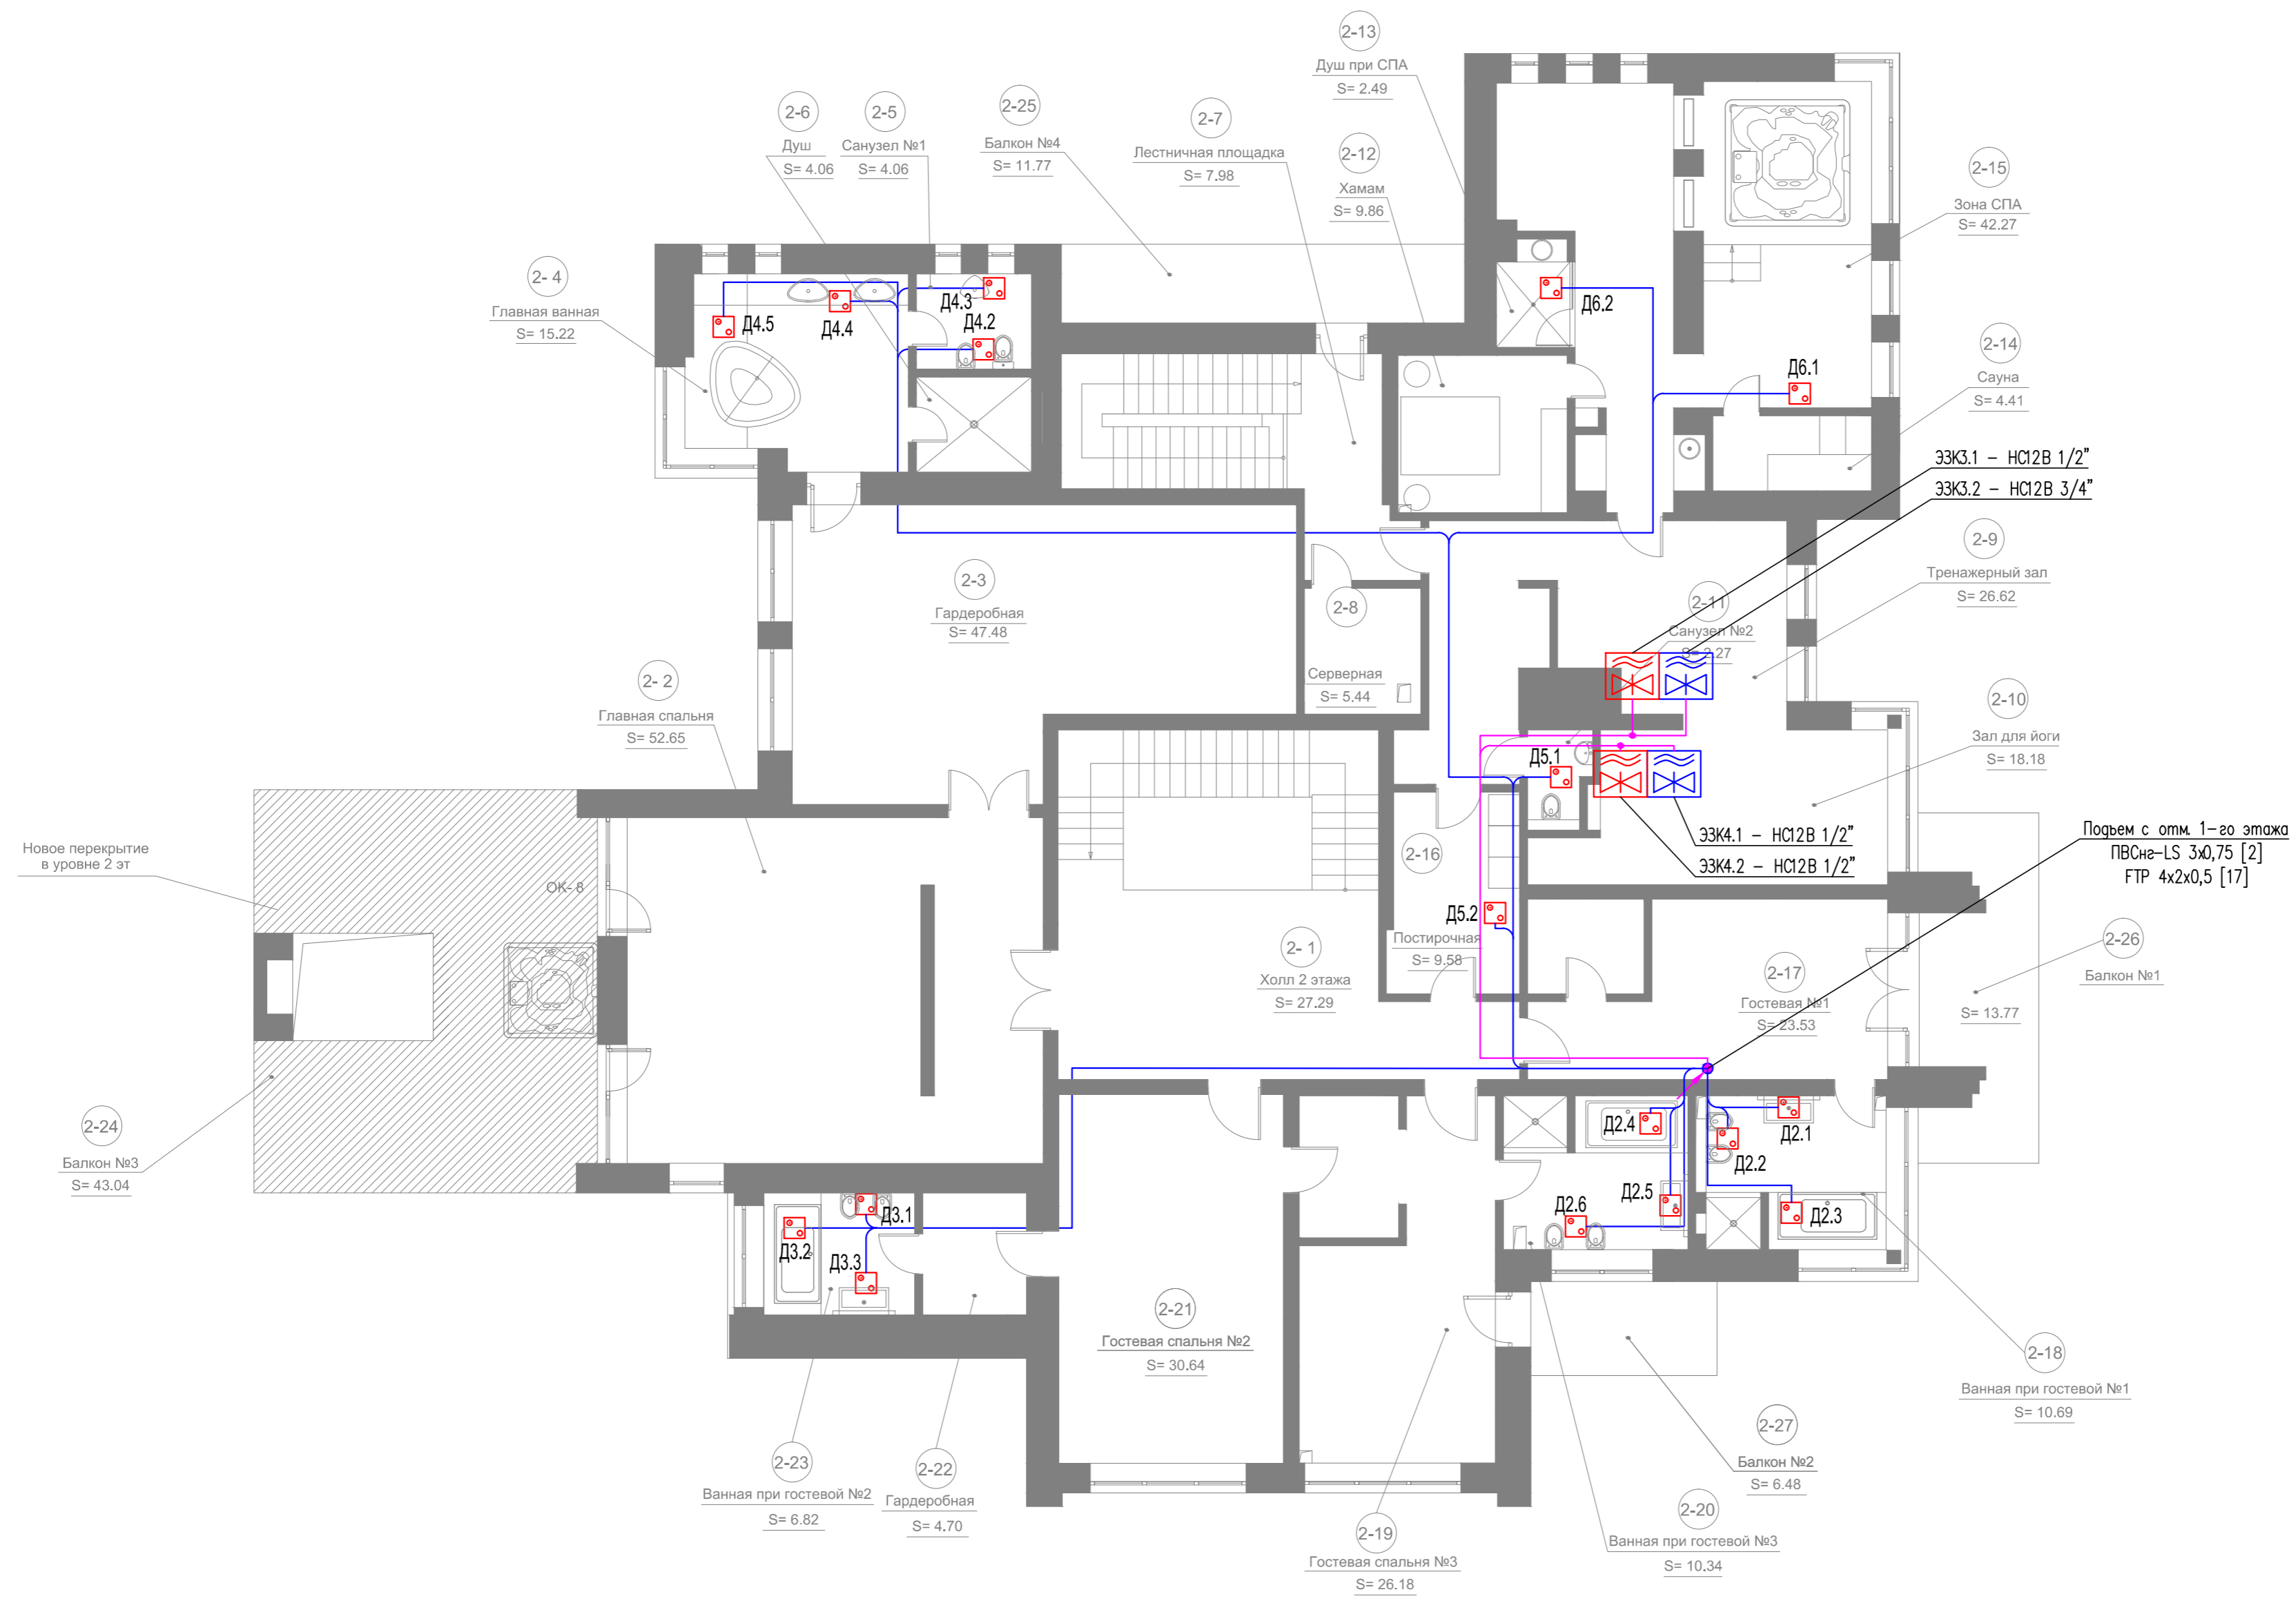 2-13
Душ при СПА
S= 2.49
2-6
Душ
S= 4.06
2-5
Санузел №1
S= 4.06
2-25
Балкон №4
S= 11.77
2-7
Лестничная площадка
S= 7.98
2-12
Хамам
S= 9.86
2-15
Зона СПА
S= 42.27
2- 4
Главная ванная
S= 15.22
Д4.5
Д4.4
Д4.3
Д4.2
Д6.2
Д6.1
2-14
Сауна
S= 4.41
ЭЗК3.1 – НС12В 1/2”
ЭЗК3.2 – НС12В 3/4”
2-9
Тренажерный зал
S= 26.62
2-3
Гардеробная
S= 47.48
2-8
Серверная
S= 5.44
2-11
Санузел №2
S= 2.27
2- 2
Главная спальня
S= 52.65
2-10
Зал для йоги
S= 18.18
Д5.1
ЭЗК4.1 – НС12В 1/2”
ЭЗК4.2 – НС12В 1/2”
Подъем с отм. 1-го этажа
ПВСнг-LS 3х0,75 [2]
FTP 4x2x0,5 [17]
Новое перекрытие
в уровне 2 эт
ОК- 8
2-16
Д5.2
Постирочная
S= 9.58
2- 1
Холл 2 этажа
S= 27.29
2-17
Гостевая №1
S= 23.53
2-26
Балкон №1
S= 13.77
2-24
Балкон №3
S= 43.04
Д2.4
Д2.1
Д2.2
Д2.5
Д2.6
Д2.3
Д3.1
Д3.2
Д3.3
2-21
Гостевая спальня №2
S= 30.64
2-18
Ванная при гостевой №1
S= 10.69
2-27
Балкон №2
S= 6.48
2-23
Ванная при гостевой №2
S= 6.82
2-22
Гардеробная
S= 4.70
2-19
Гостевая спальня №3
S= 26.18
2-20
Ванная при гостевой №3
S= 10.34